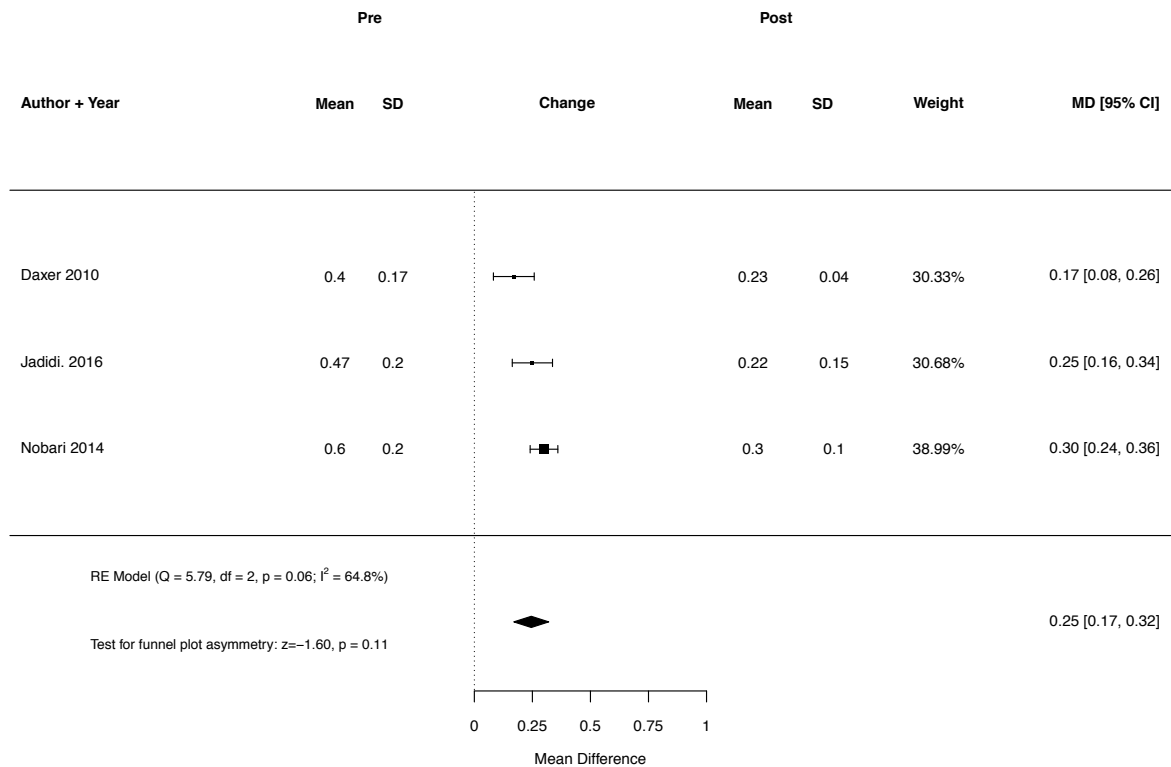 Pre Post
Author + Year Mean SD Change Mean SD Weight MD [95% CI]
Daxer 2010 0.4 0.17 0.23 0.04 30.33% 0.17 [0.08, 0.26]
Jadidi. 2016 0.47 0.2 0.22 0.15 30.68% 0.25 [0.16, 0.34]
Nobari 2014 0.6 0.2 0.3 0.1 38.99% 0.30 [0.24, 0.36]
RE Model (Q = 5.79, df = 2, p = 0.06; I² = 64.8%)
0.25 [0.17, 0.32]
Test for funnel plot asymmetry: z=−1.60, p = 0.11
0 0.25 0.5 0.75 1
Mean Difference